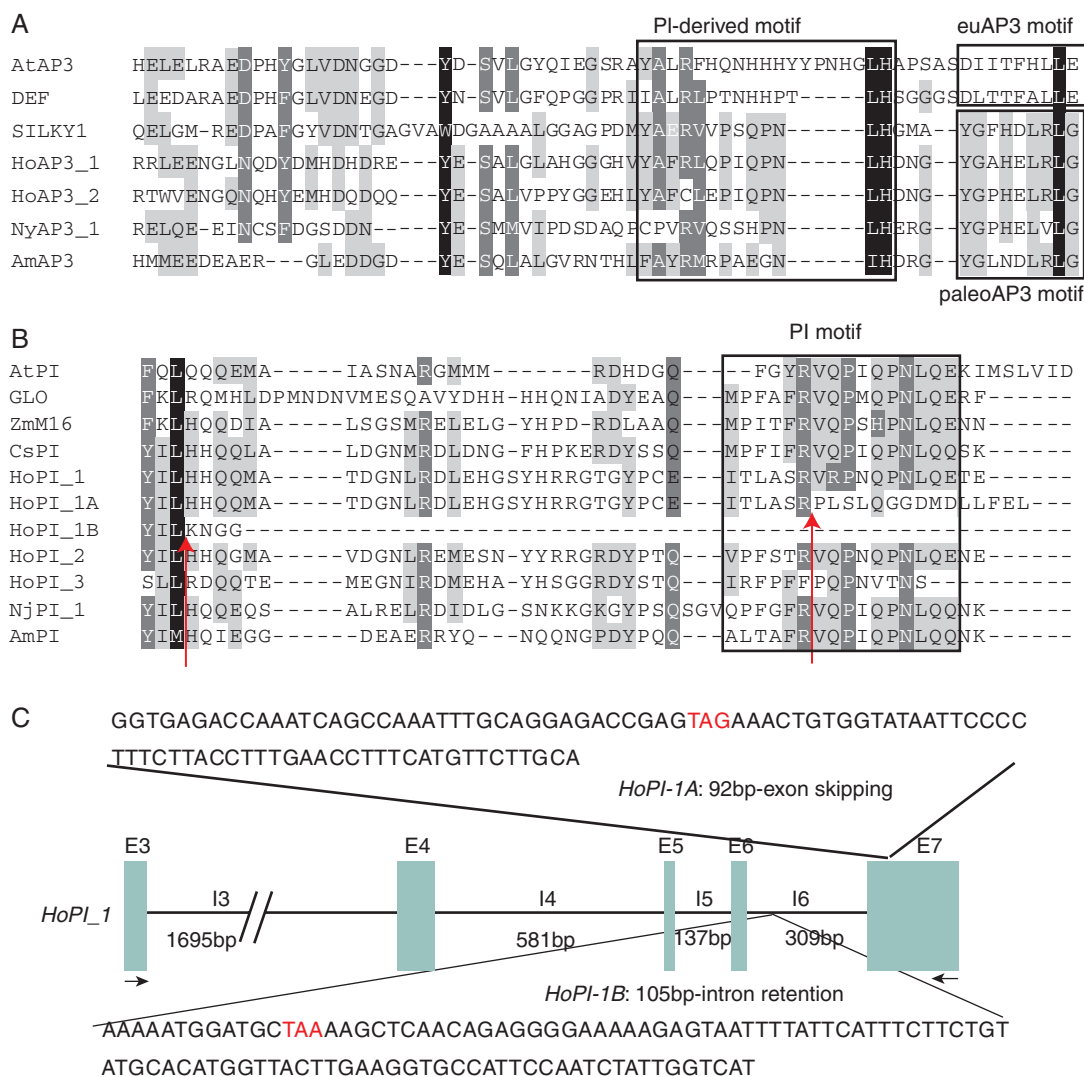 A
PI-derived motif
euAP3 motif
AtAP3 HELELRAEDPHYGLVDNGGD---YD-SVLGYQIEGSRAYALRFHQNHHHYYPNHGLHAPSASDIITFHLLE
DEF LEEDARAEDPHFGLVDNEGD---YN-SVLGFQPGGPRIIALRLPTNHHPT-----LHSGGGSDLTTFALLE
SILKY1 QELGM-REDPAFGYVDNTGAGVAWDGAAAALGGAGPDMYAERVVPSQPN------LHGMA--YGFHDLRLG
HoAP3_1 RRLEENGLNQDYDMHDHDRE---YE-SALGLAHGGGHVYAFRLQPIQPN------LHDNG--YGAHELRLG
HoAP3_2 RTWVENGQNQHYEMHDQDQQ---YE-SALVPPYGGEHLYAFCLEPIQPN------LHDNG--YGPHELRLG
NyAP3_1 RELQE-EINCSFDGSDDN-----YE-SMMVIPDSDAQPCPVRVQSSHPN------LHERG--YGPHELVLG
AmAP3 HMMEEDEAER---GLEDDGD---YE-SQLALGVRNTHLFAYRMRPAEGN------IHDRG--YGLNDLRLG
paleoAP3 motif
B
PI motif
AtPI FQLQQQEMA------IASNARGMMM-------RDHDGQ-----FGYRVQPIQPNLQEKIMSLVID
GLO FKLRQMHLDPMNDNVMESQAVYDHH-HHQNIADYEAQ---MPFAFRVQPMQPNLQERF------
ZmM16 FKLHQQDIA------LSGSMRELELG-YHPD-RDLAAQ---MPITFRVQPSHPNLQENN------
CsPI YILHHQQLA------LDGNMRDLDNG-FHPKERDYSSQ---MPFIFRVQPIQPNLQQSK------
HoPI_1 YILHHQQMA------TDGNLRDLEHGSYHRRGTGYPCE---ITLASRVRPNQPNLQETE------
HoPI_1A YILHHQQMA------TDGNLRDLEHGSYHRRGTGYPCE---ITLASRPLSLQGGDMDLLFEL---
HoPI_1B YILKNGG----------------------------------------------------------
HoPI_2 YILHHQGMA------VDGNLREMESN-YYRRGRDYPTQ---VPFSTRVQPNQPNLQENE------
HoPI_3 SLLRDQQTE------MEGNIRDMEHA-YHSGGRDYSTQ---IRFPFFPQPNVTNS----------
NjPI_1 YILHQQEQS------ALRELRDIDLG-SNKKGKGYPSQSGVQPFGFRVQPIQPNLQQNK------
AmPI YIMHQIEGG-------DEAERRYQ---NQQNGPDYPQQ---ALTAFRVQPIQPNLQQNK------
C
GGTGAGACCAAATCAGCCAAATTTGCAGGAGACCGAGTAGAAACTGTGGTATAATTCCCC
TTTCTTACCTTTGAACCTTTCATGTTCTTGCA
HoPI-1A: 92bp-exon skipping
E3 E4 E5 E6 E7
I3 I4 I5 I6
HoPI_1
1695bp 581bp 137bp 309bp
HoPI-1B: 105bp-intron retention
AAAAATGGATGCTAAAAGCTCAACAGAGGGGAAAAAGAGTAATTTTATTCATTTCTTCTGT
ATGCACATGGTTACTTGAAGGTGCCATTCCAATCTATTGGTCAT